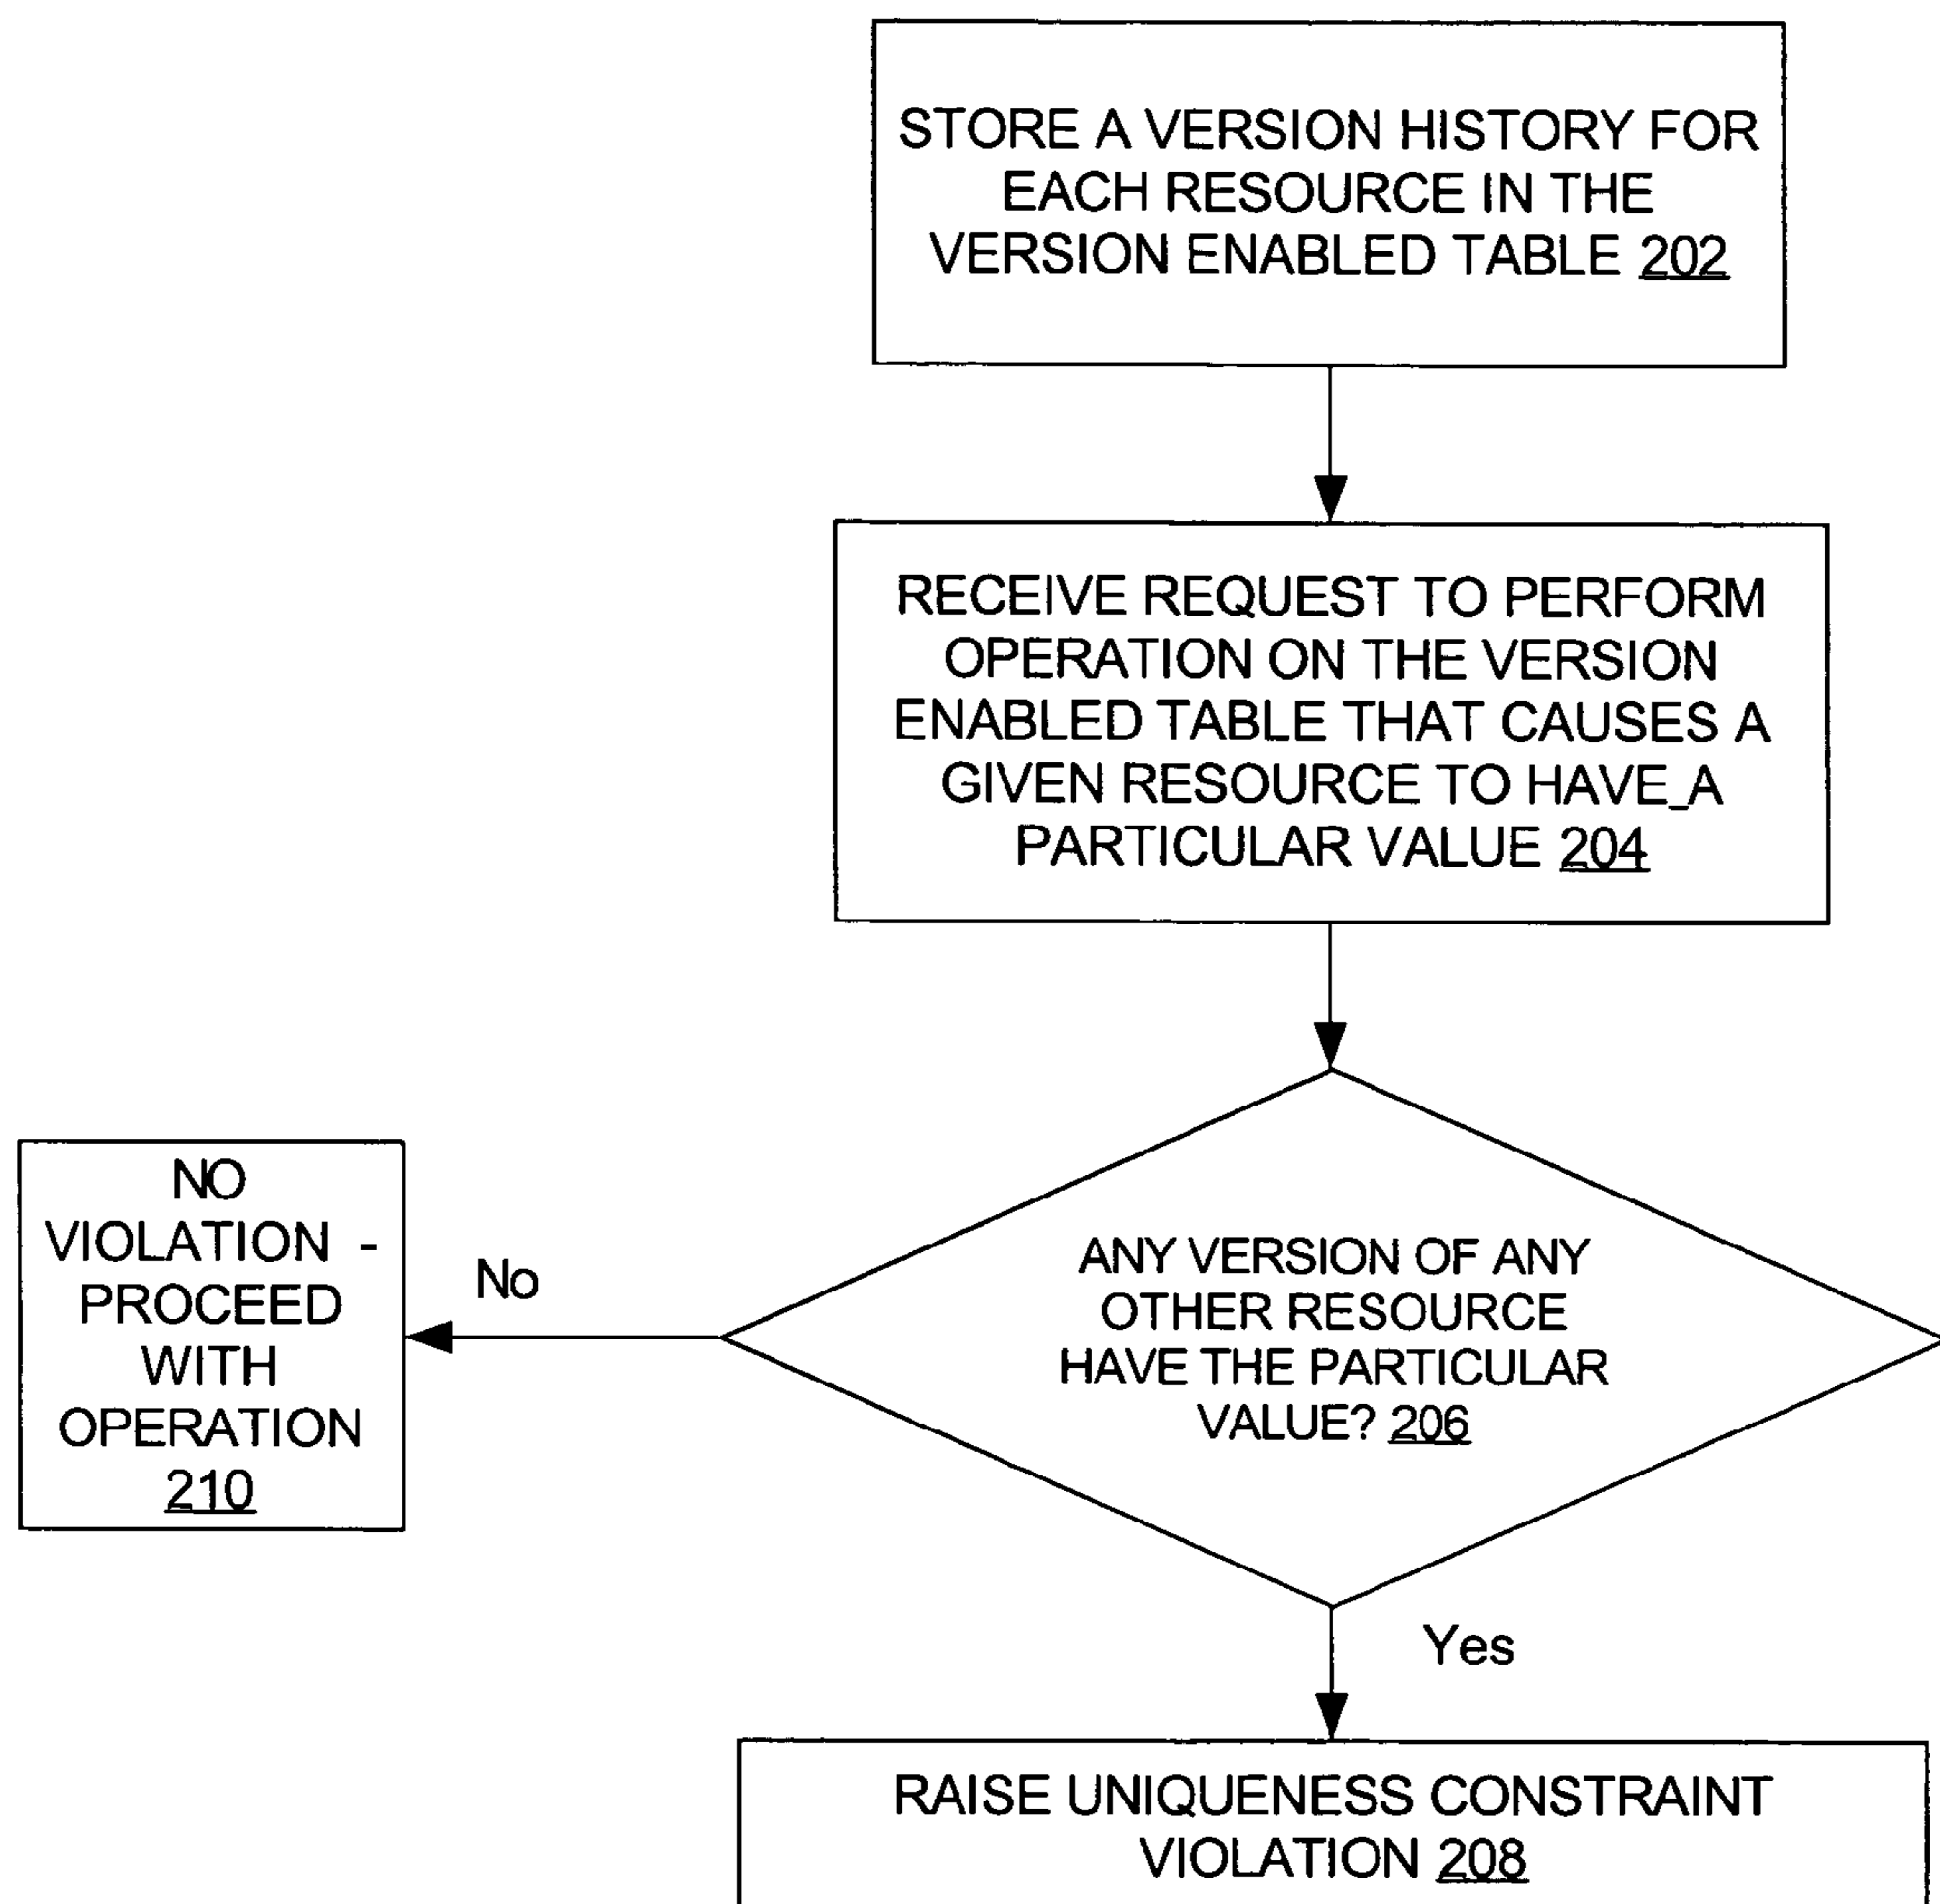 STORE A VERSION HISTORY FOR
EACH RESOURCE IN THE
VERSION ENABLED TABLE 202
RECEIVE REQUEST TO PERFORM
OPERATION ON THE VERSION
ENABLED TABLE THAT CAUSES A
GIVEN RESOURCE TO HAVE_A
PARTICULAR VALUE 204
NO
VIOLATION -
PROCEED
WITH
OPERATION
210
No
ANY VERSION OF ANY
OTHER RESOURCE
HAVE THE PARTICULAR
VALUE? 206
Yes
RAISE UNIQUENESS CONSTRAINT
VIOLATION 208